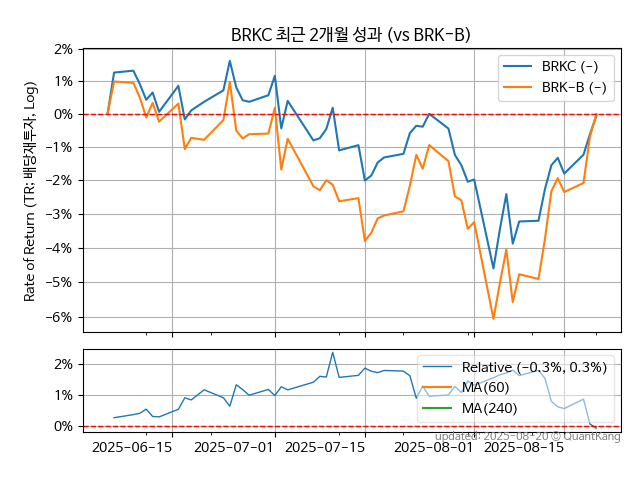 BRKC 최근 2개월 성과 (vs BRK-B)
Rate of Return (TR; 배당재투자, Log)
2%
1%
0%
−1%
−2%
−3%
−4%
−5%
−6%
BRKC (-)
BRK-B (-)
2%
1%
0%
Relative (-0.3%, 0.3%)
MA(60)
MA(240)
updated: 2025-08-20 © QuantKang
2025-06-15
2025-07-01
2025-07-15
2025-08-01
2025-08-15